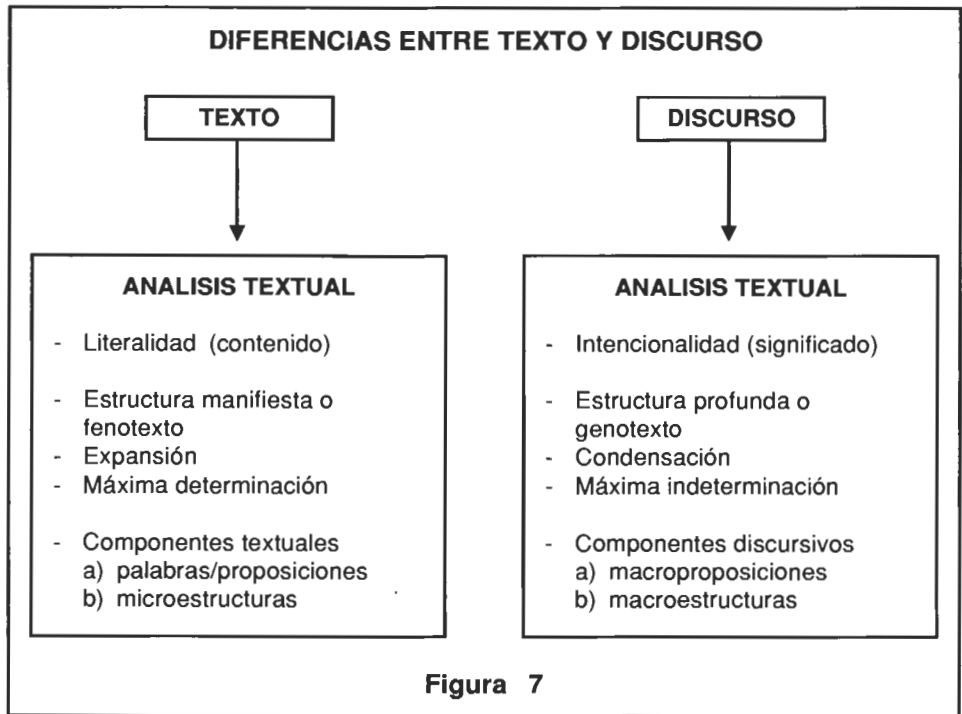 DIFERENCIAS ENTRE TEXTO Y DISCURSO
TEXTO
ANALISIS TEXTUAL
- Literalidad (contenido)
- Estructura manifiesta o
fenotexto
- Expansión
- Máxima determinación
- Componentes textuales
a) palabras/proposiciones
b) microestructuras
DISCURSO
ANALISIS TEXTUAL
- Intencionalidad (significado)
- Estructura profunda o
genotexto
- Condensación
- Máxima indeterminación
- Componentes discursivos
a) macroproposiciones
b) macroestructuras
Figura 7